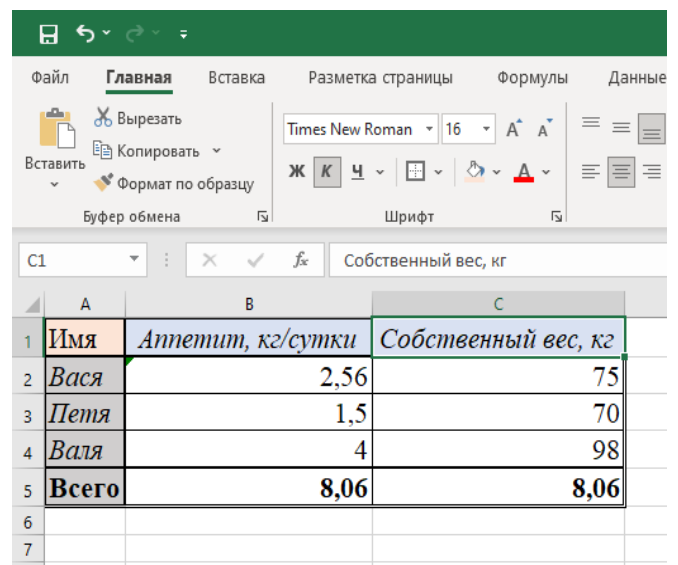 Файл Главная Вставка Разметка страницы Формулы Данные
Вставить
Вырезать
Копировать
Формат по образцу
Буфер обмена
Times New Roman 16 A A
Ж К Ч А
Шрифт
C1 fx Собственный вес, кг
A B C
1 Имя Аппетит, кг/сутки Собственный вес, кг
2 Вася 2,56 75
3 Петя 1,5 70
4 Валя 4 98
5 Всего 8,06 8,06
6
7